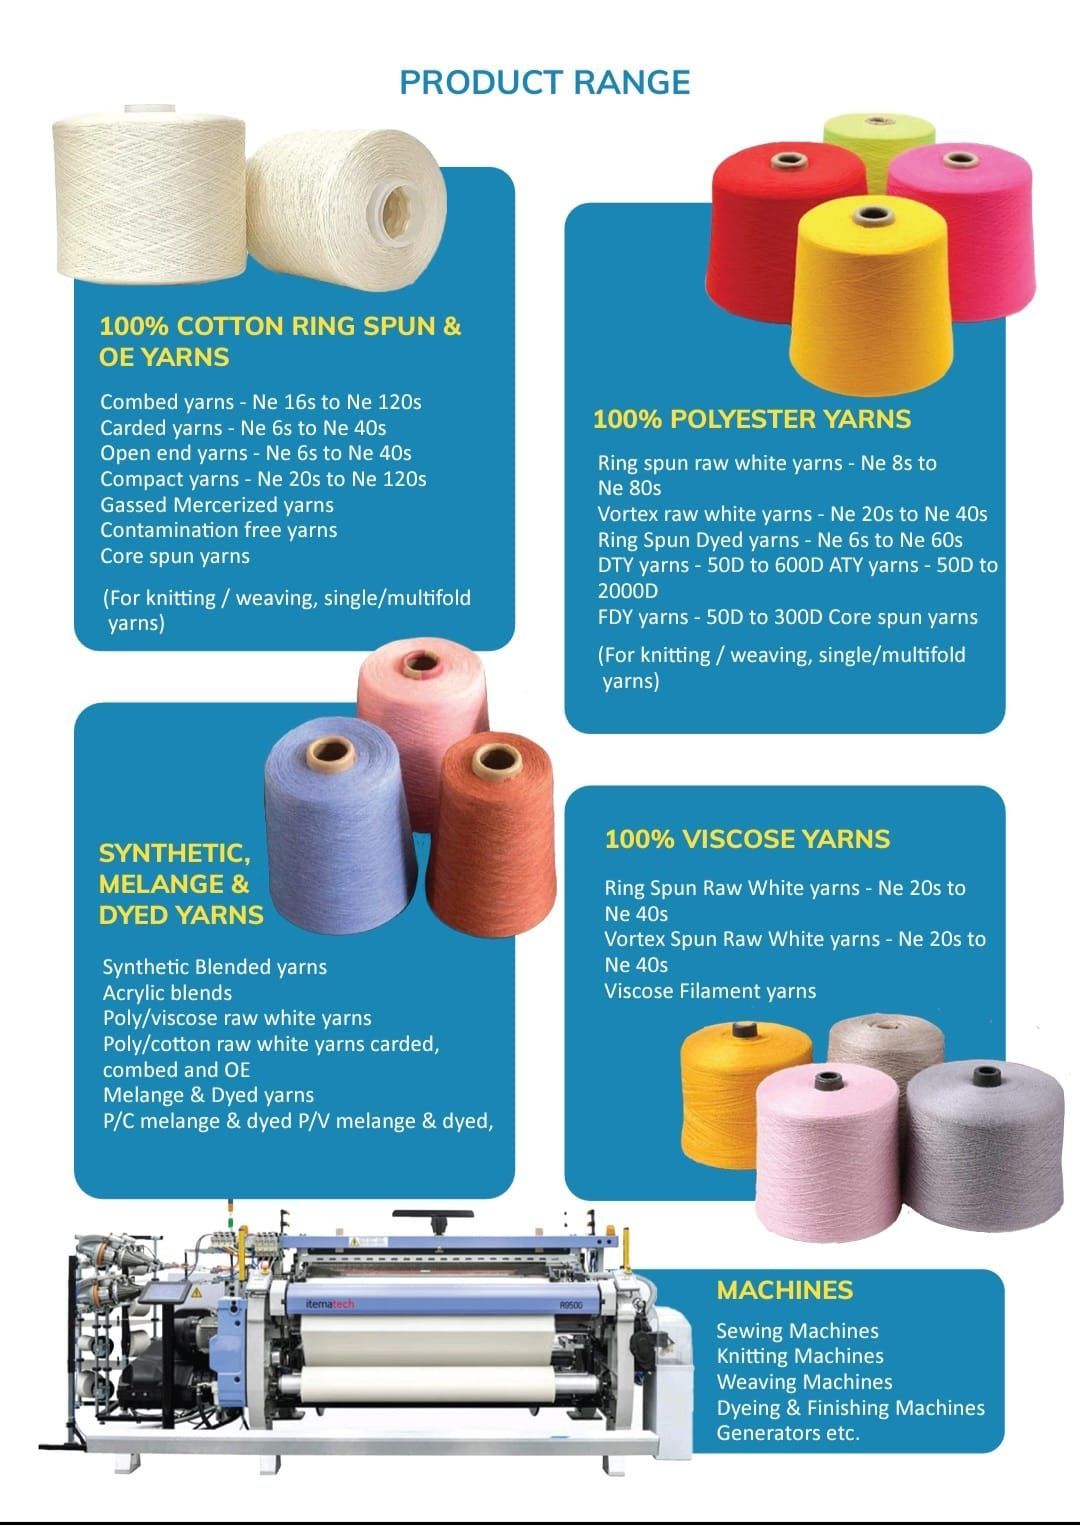 PRODUCT RANGE
100% COTTON RING SPUN &
OE YARNS
Combed yarns - Ne 16s to Ne 120s
Carded yarns - Ne 6s to Ne 40s
Open end yarns - Ne 6s to Ne 40s
Compact yarns - Ne 20s to Ne 120s
Gassed Mercerized yarns
Contamination free yarns
Core spun yarns
(For knitting / weaving, single/multifold
yarns)
100% POLYESTER YARNS
Ring spun raw white yarns - Ne 8s to
Ne 80s
Vortex raw white yarns - Ne 20s to Ne 40s
Ring Spun Dyed yarns - Ne 6s to Ne 60s
DTY yarns - 50D to 600D ATY yarns - 50D to
2000D
FDY yarns - 50D to 300D Core spun yarns
(For knitting / weaving, single/multifold
yarns)
SYNTHETIC,
MELANGE &
DYED YARNS
Synthetic Blended yarns
Acrylic blends
Poly/viscose raw white yarns
Poly/cotton raw white yarns carded,
combed and OE
Melange & Dyed yarns
P/C melange & dyed P/V melange & dyed,
100% VISCOSE YARNS
Ring Spun Raw White yarns - Ne 20s to
Ne 40s
Vortex Spun Raw White yarns - Ne 20s to
Ne 40s
Viscose Filament yarns
itematech
R9500
MACHINES
Sewing Machines
Knitting Machines
Weaving Machines
Dyeing & Finishing Machines
Generators etc.